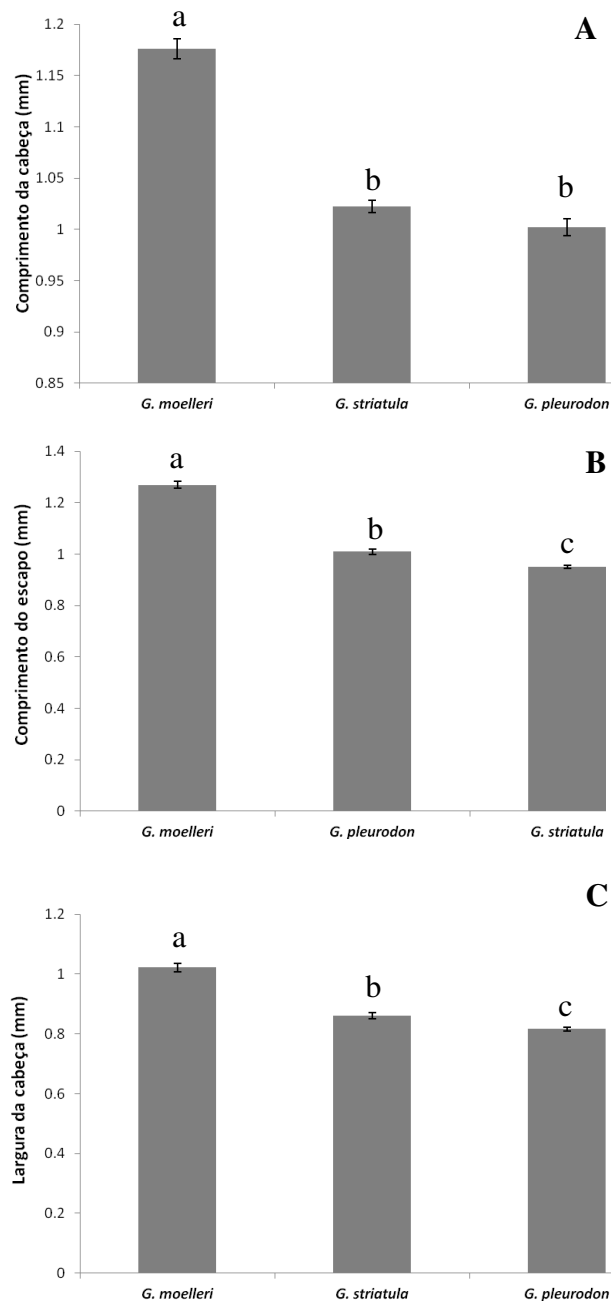 A
Comprimento da cabeça (mm)
1.2
1.15
1.1
1.05
1
0.95
0.9
0.85
a
b
b
G. moelleri
G. striatula
G. pleurodon
B
Comprimento do escapo (mm)
1.4
1.2
1
0.8
0.6
0.4
0.2
0
a
b
c
G. moelleri
G. pleurodon
G. striatula
C
Largura da cabeça (mm)
1.2
1
0.8
0.6
0.4
0.2
0
a
b
c
G. moelleri
G. striatula
G. pleurodon